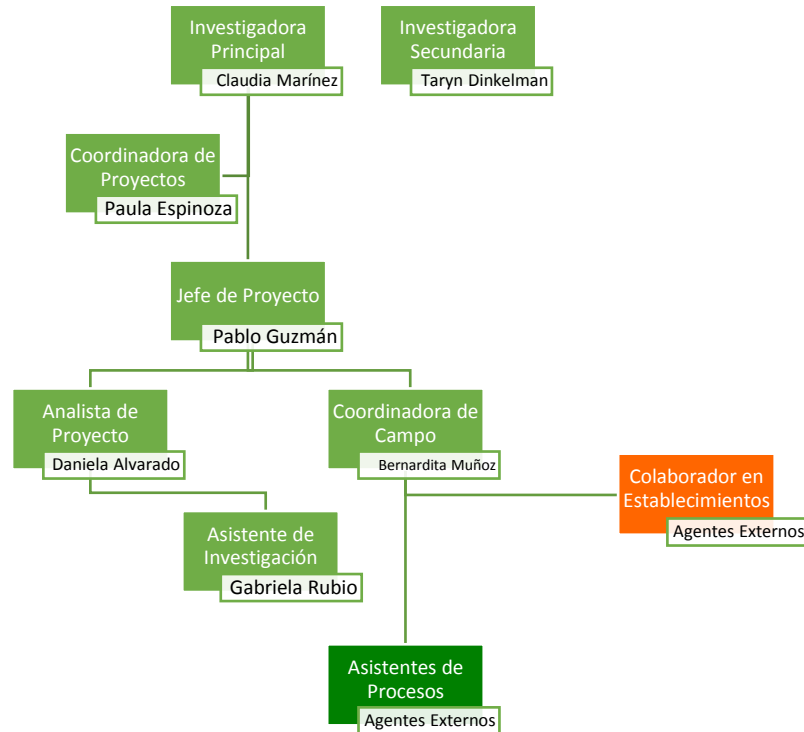 Investigadora
Principal
Claudia Marínez
Investigadora
Secundaria
Taryn Dinkelman
Coordinadora de
Proyectos
Paula Espinoza
Jefe de Proyecto
Pablo Guzmán
Analista de
Proyecto
Daniela Alvarado
Coordinadora de
Campo
Bernardita Muñoz
Colaborador en
Establecimientos
Agentes Externos
Asistente de
Investigación
Gabriela Rubio
Asistentes de
Procesos
Agentes Externos